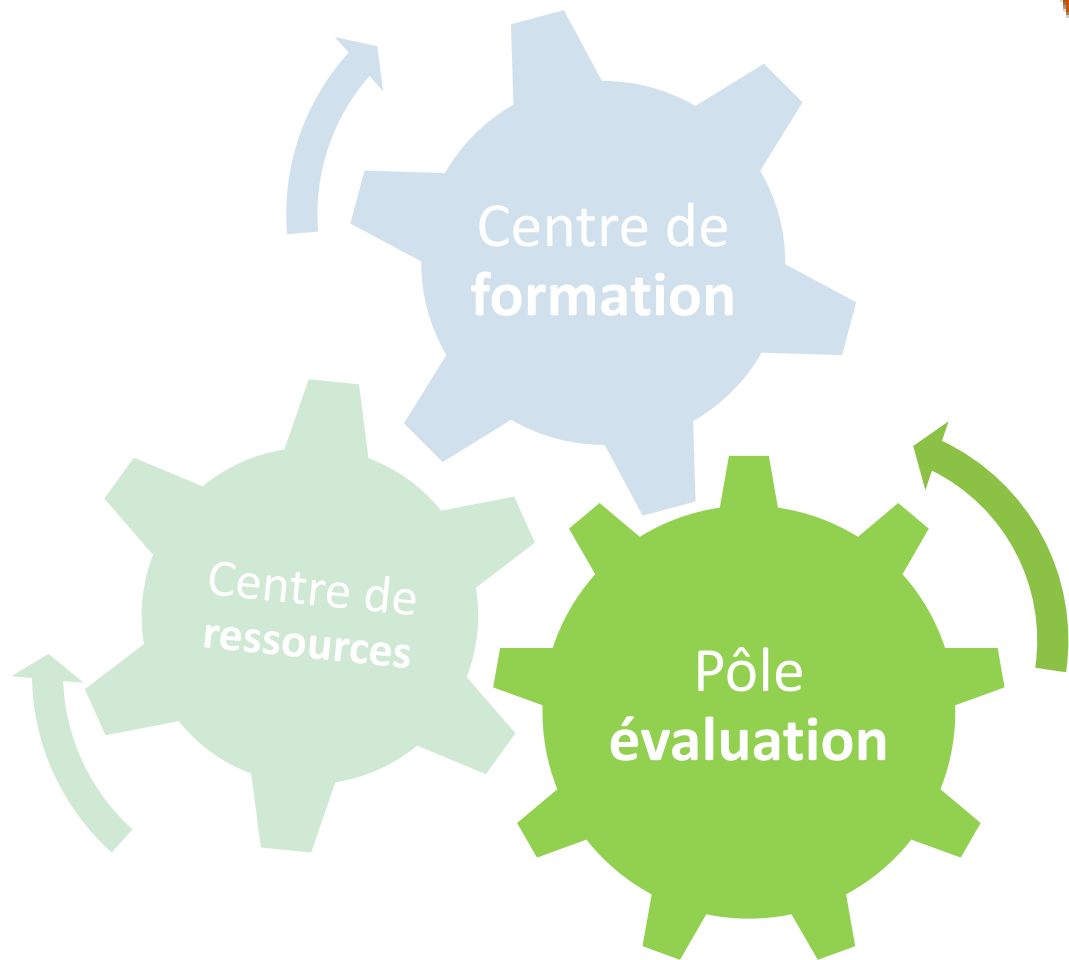 Centre de
formation
Centre de
ressources
Pôle
évaluation